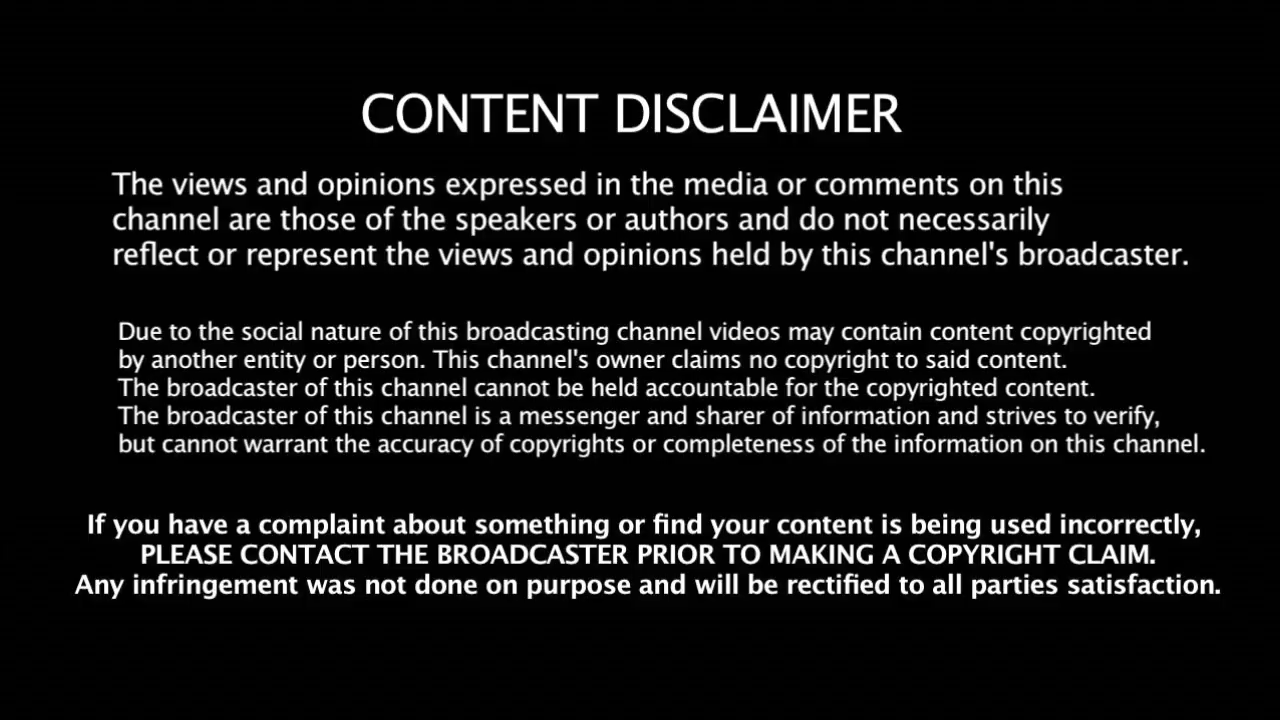 CONTENT DISCLAIMER
The views and opinions expressed in the media or comments on this
channel are those of the speakers or authors and do not necessarily
reflect or represent the views and opinions held by this channel's broadcaster.
Due to the social nature of this broadcasting channel videos may contain content copyrighted
by another entity or person. This channel's owner claims no copyright to said content.
The broadcaster of this channel cannot be held accountable for the copyrighted content.
The broadcaster of this channel is a messenger and sharer of information and strives to verify,
but cannot warrant the accuracy of copyrights or completeness of the information on this channel.
If you have a complaint about something or find your content is being used incorrectly,
PLEASE CONTACT THE BROADCASTER PRIOR TO MAKING A COPYRIGHT CLAIM.
Any infringement was not done on purpose and will be rectified to all parties satisfaction.